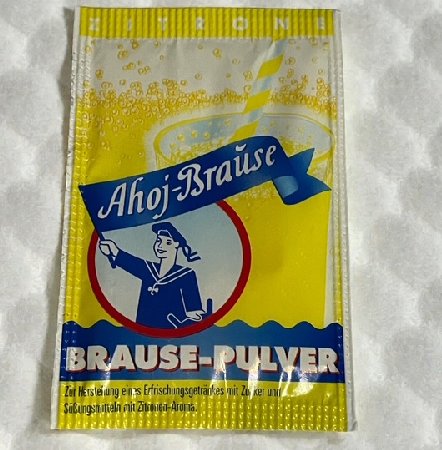 ZITRONE
Ahoj-Brause
BRAUSE-PULVER
Zur Herstellung eines Erfrischungsgetränkes mit Zucker und
Süßungsmitteln mit Zitronen-Aroma.